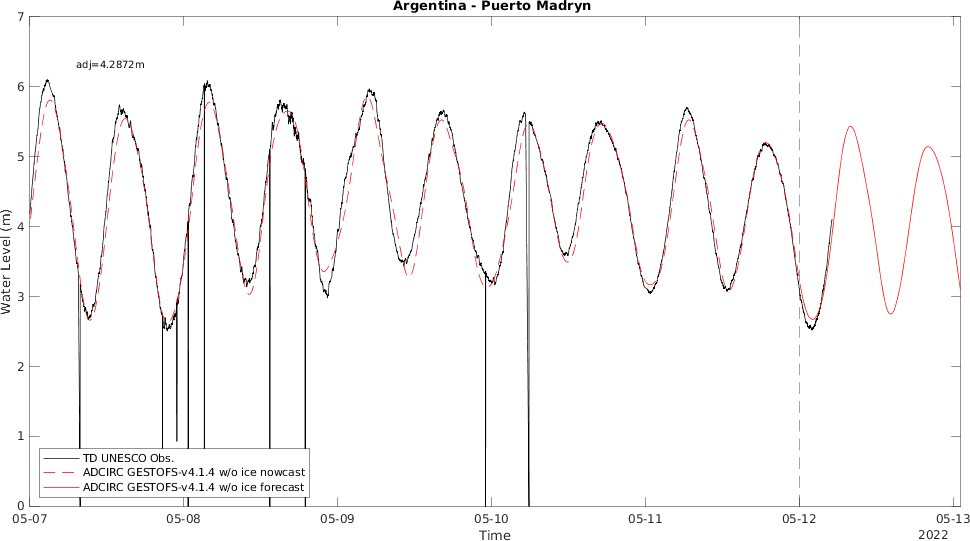 Argentina - Puerto Madryn
adj=4.2872m
Water Level (m)
7
6
5
4
3
2
1
0
TD UNESCO Obs.
ADCIRC GESTOFS-v4.1.4 w/o ice nowcast
ADCIRC GESTOFS-v4.1.4 w/o ice forecast
05-07 05-08 05-09 05-10 05-11 05-12 05-13
Time
2022